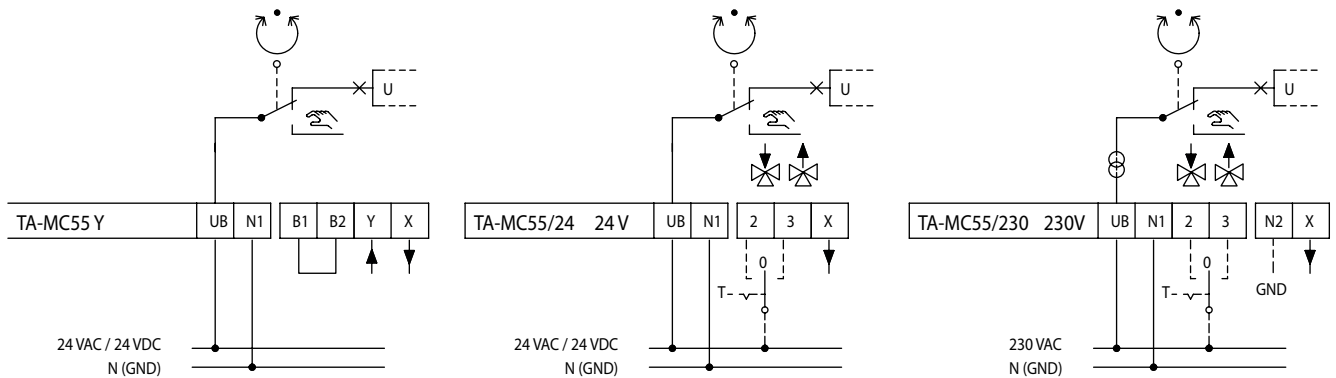 U
TA-MC55 Y UB N1 B1 B2 Y X
24 VAC / 24 VDC
N (GND)
U
TA-MC55/24 24 V UB N1 2 3 X
0
T
24 VAC / 24 VDC
N (GND)
U
TA-MC55/230 230V UB N1 2 3 N2 X
0
T
GND
230 VAC
N (GND)